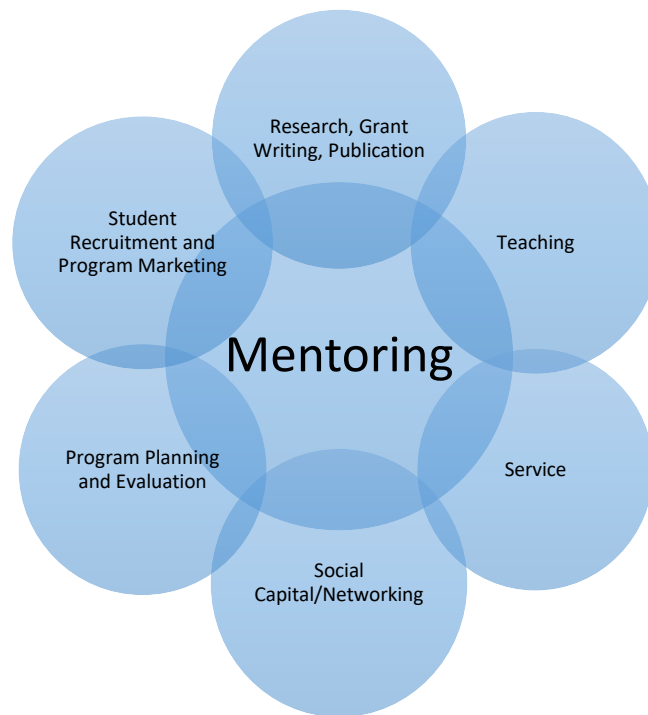 Research, Grant
Writing, Publication
Teaching
Service
Social
Capital/Networking
Program Planning
and Evaluation
Student
Recruitment and
Program Marketing
Mentoring